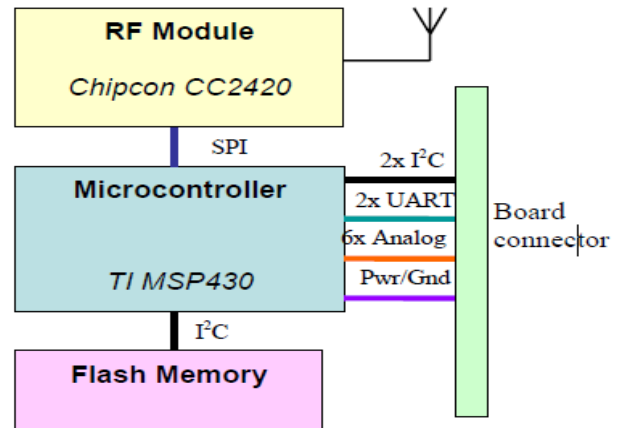 RF Module
Chipcon CC2420
SPI
Microcontroller
TI MSP430
2x I²C
2x UART
6x Analog
Pwr/Gnd
Board
connector
I²C
Flash Memory